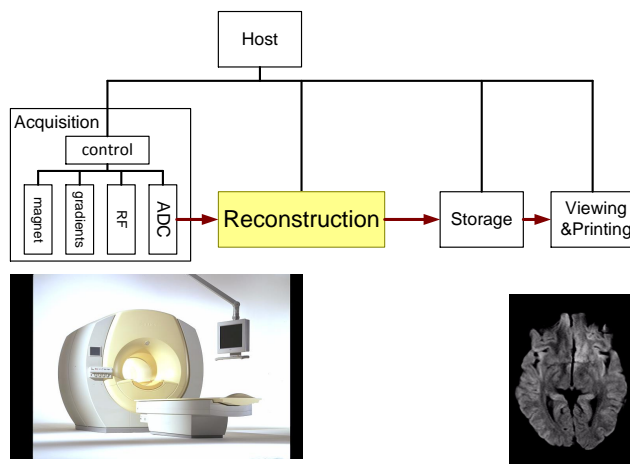 Host
Acquisition
control
magnet
gradients
RF
ADC
Reconstruction
Storage
Viewing
&Printing